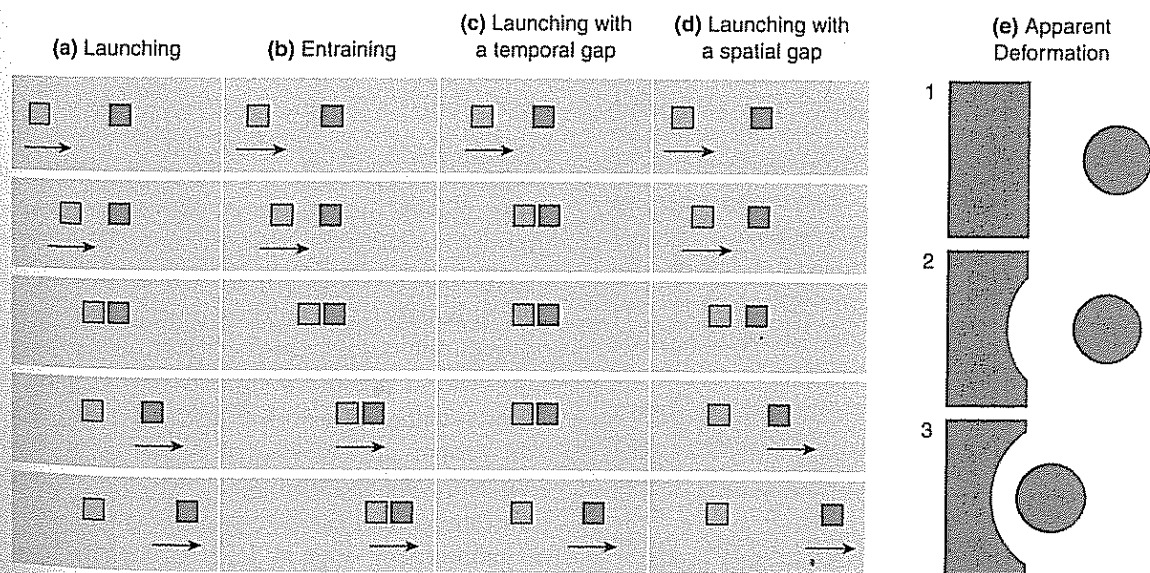 (a) Launching
(b) Entraining
(c) Launching with
a temporal gap
(d) Launching with
a spatial gap
(e) Apparent
Deformation
1
2
3